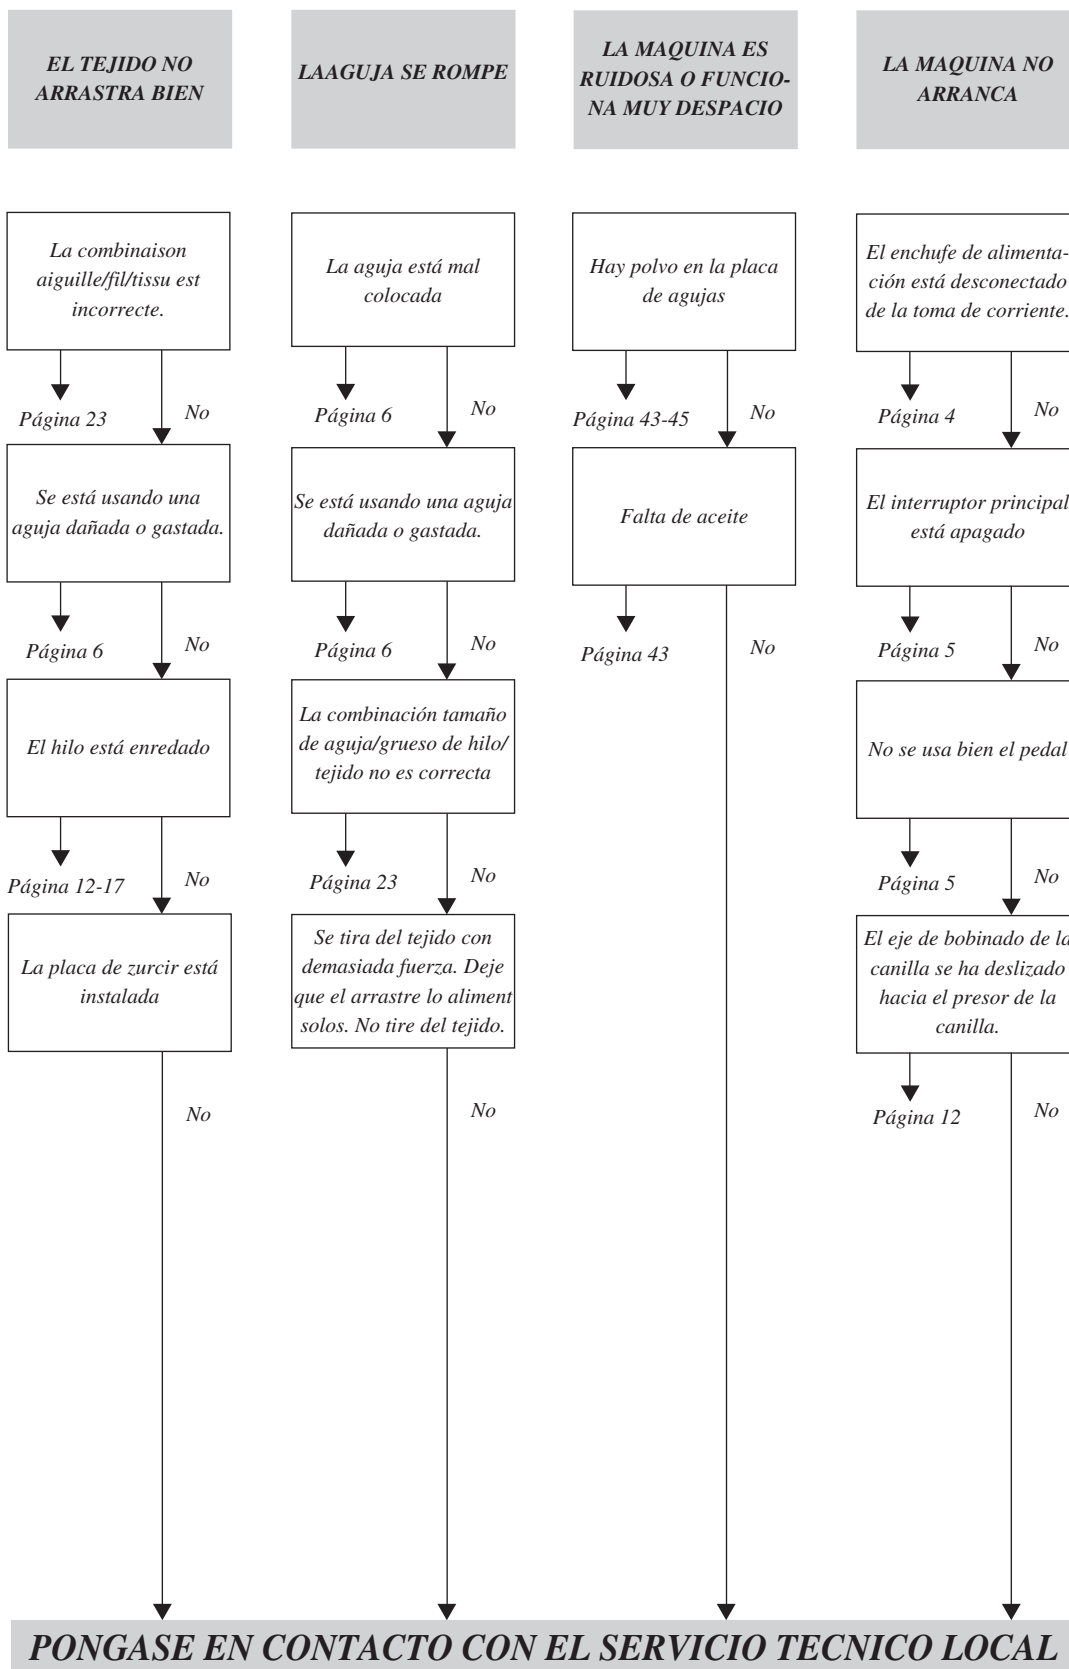 EL TEJIDO NO
ARRASTRA BIEN
La combinaison
aiguille/fil/tissu est
incorrecte.
Página 23
No
Se está usando una
aguja dañada o gastada.
Página 6
No
El hilo está enredado
Página 12-17
No
La placa de zurcir está
instalada
No
LAAGUJA SE ROMPE
La aguja está mal
colocada
Página 6
No
Se está usando una aguja
dañada o gastada.
Página 6
No
La combinación tamaño
de aguja/grueso de hilo/
tejido no es correcta
Página 23
No
Se tira del tejido con
demasiada fuerza. Deje
que el arrastre lo aliment
solos. No tire del tejido.
No
LA MAQUINA ES
RUIDOSA O FUNCIO-
NA MUY DESPACIO
Hay polvo en la placa
de agujas
Página 43-45
No
Falta de aceite
Página 43
No
LA MAQUINA NO
ARRANCA
El enchufe de alimenta-
ción está desconectado
de la toma de corriente.
Página 4
No
El interruptor principal
está apagado
Página 5
No
No se usa bien el pedal
Página 5
No
El eje de bobinado de la
canilla se ha deslizado
hacia el presor de la
canilla.
Página 12
No
PONGASE EN CONTACTO CON EL SERVICIO TECNICO LOCAL